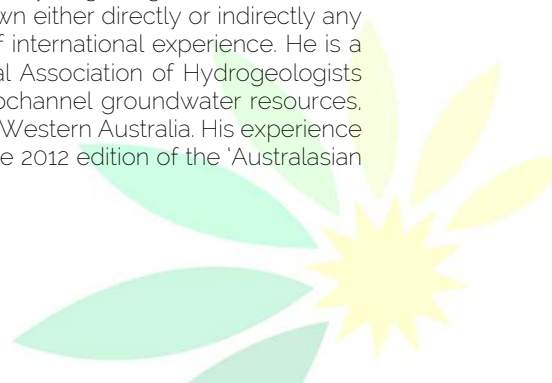 wn either directly or indirectly any
f international experience. He is a
al Association of Hydrogeologists
ochannel groundwater resources,
Western Australia. His experience
e 2012 edition of the ‘Australasian